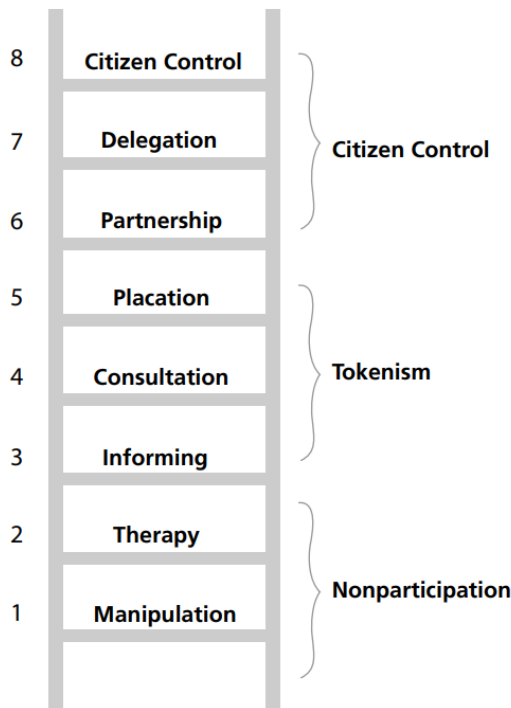 8 Citizen Control
7 Delegation
Citizen Control
6 Partnership
5 Placation
4 Consultation
Tokenism
3 Informing
2 Therapy
Nonparticipation
1 Manipulation